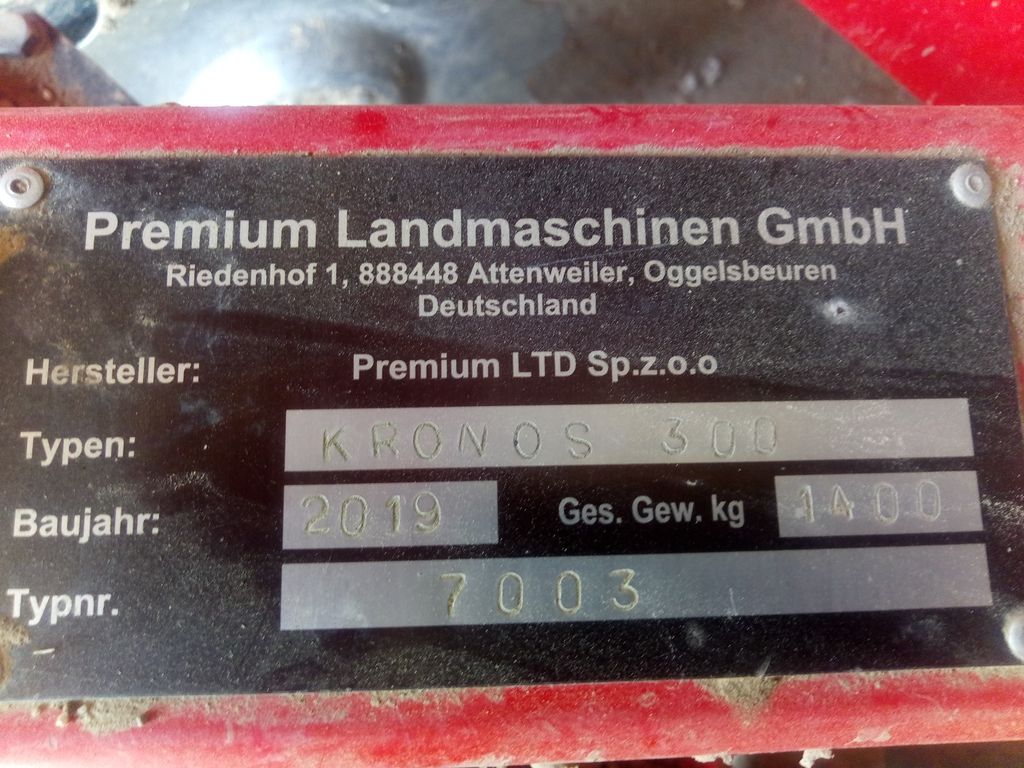 Premium Landmaschinen GmbH
Riedenhof 1, 888448 Attenweiler, Oggelsbeuren
Deutschland
Hersteller: Premium LTD Sp.z.o.o
Typen: KRONOS 300
Baujahr: 2019 Ges. Gew. kg 1400
Typnr. 7003